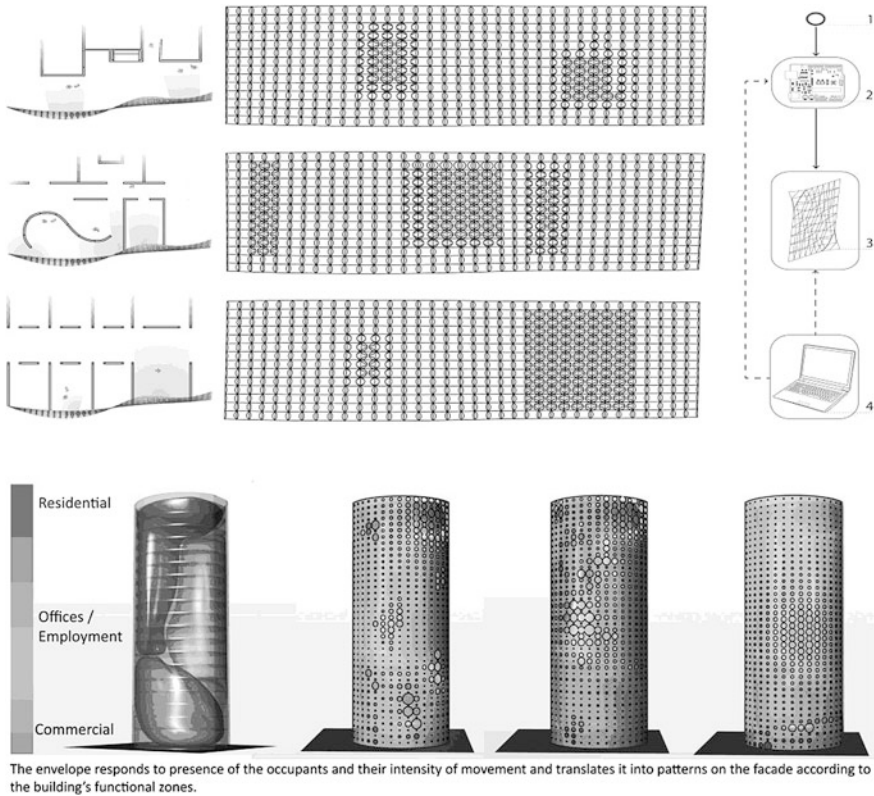 1
2
3
4
Residential
Offices /
Employment
Commercial
The envelope responds to presence of the occupants and their intensity of movement and translates it into patterns on the facade according to
the building's functional zones.